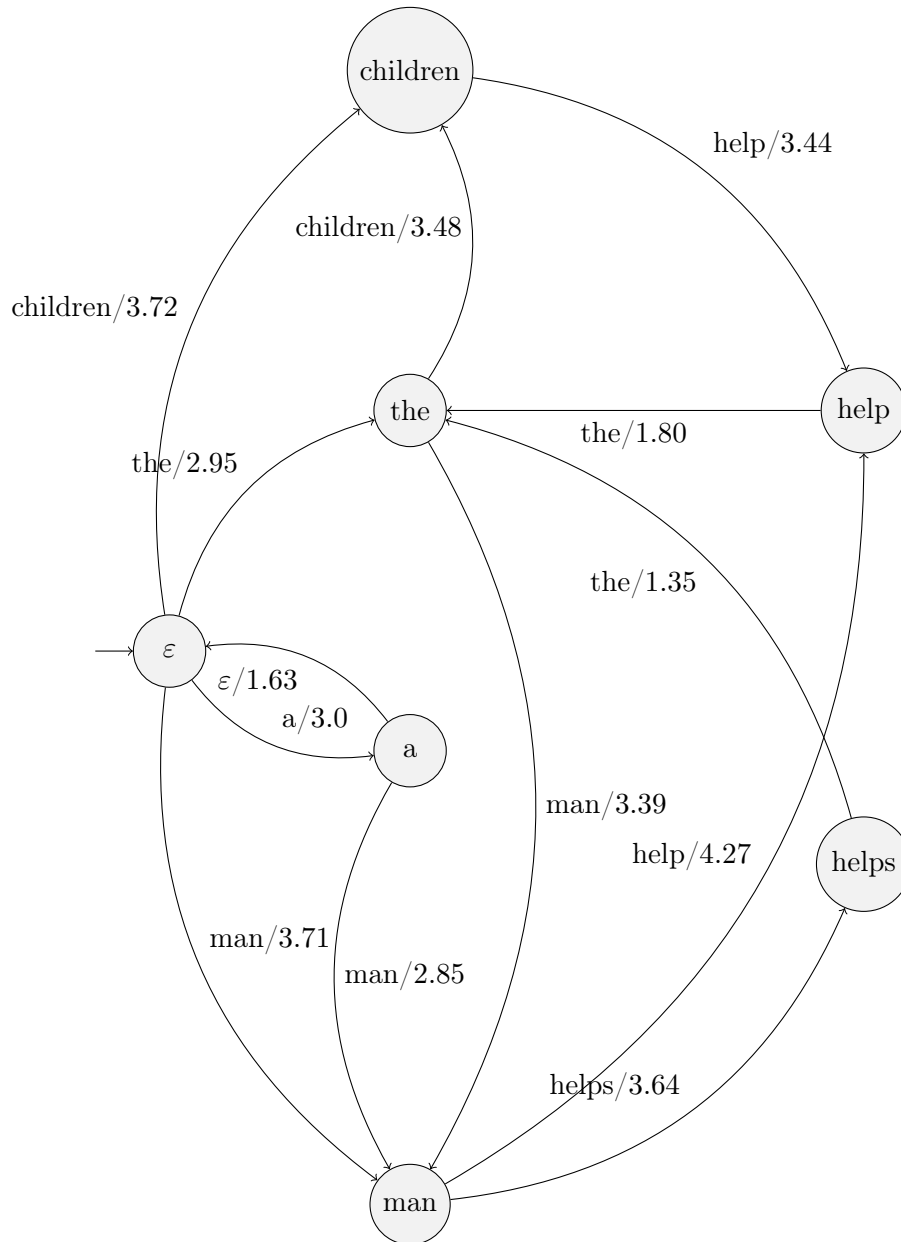 children
help/3.44
children/3.48
children/3.72
the
help
the/1.80
the/2.95
the/1.35
ε
ε/1.63
a/3.0
a
man/3.39
help/4.27
helps
man/3.71
man/2.85
helps/3.64
man